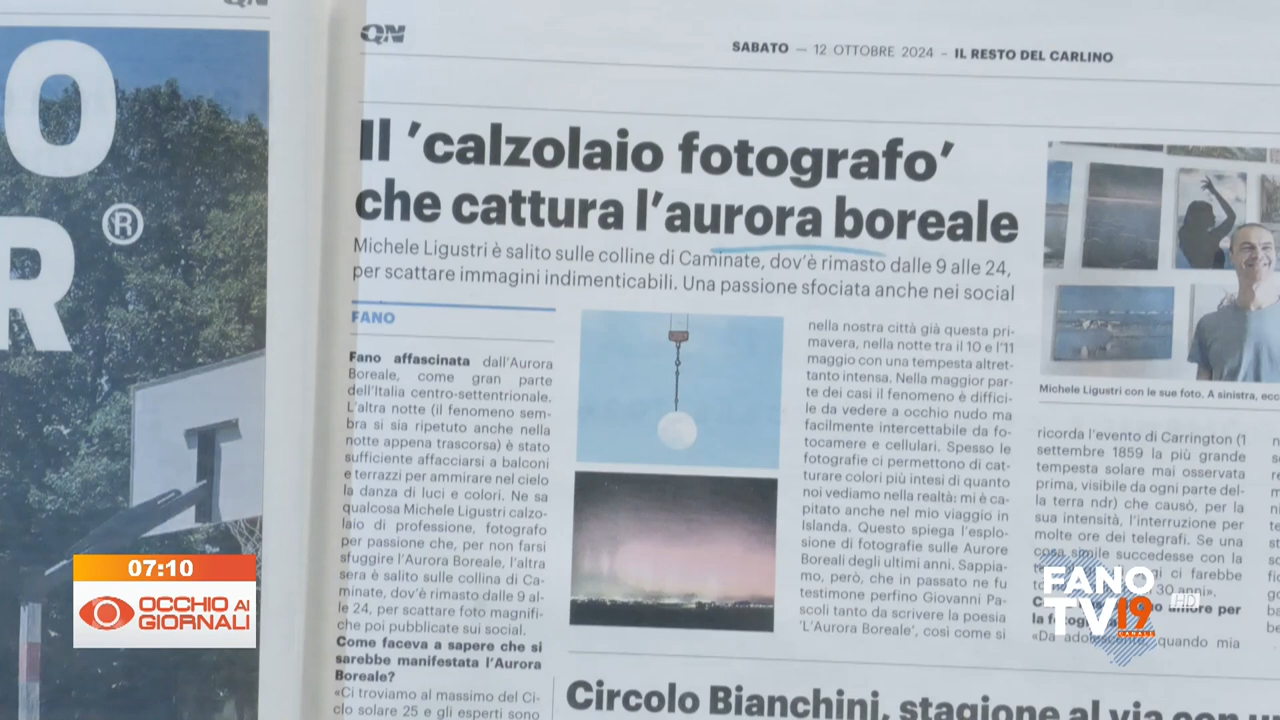 QN
O
R®
QN
SABATO — 12 OTTOBRE 2024 – IL RESTO DEL CARLINO
Il 'calzolaio fotografo'
che cattura l'aurora boreale
Michele Ligustri è salito sulle colline di Caminate, dov'è rimasto dalle 9 alle 24,
per scattare immagini indimenticabili. Una passione sfociata anche nei social
FANO
Fano affascinata dall'Aurora
Boreale, come gran parte
dell'Italia centro-settentrionale.
L'altra notte (il fenomeno sem-
bra si sia ripetuto anche nella
notte appena trascorsa) è stato
sufficiente affacciarsi a balconi
e terrazzi per ammirare nel cielo
la danza di luci e colori. Ne sa
qualcosa Michele Ligustri calzo-
laio di professione, fotografo
per passione che, per non farsi
sfuggire l'Aurora Boreale, l'altra
sera è salito sulle collina di Ca-
minate, dov'è rimasto dalle 9 al-
le 24, per scattare foto magnifi-
che poi pubblicate sui social.
Come faceva a sapere che si
sarebbe manifestata l'Aurora
Boreale?
«Ci troviamo al massimo del Ci-
clo solare 25 e gli esperti sono
nella nostra città già questa pri-
mavera, nella notte tra il 10 e l'11
maggio con una tempesta altret-
tanto intensa. Nella maggior par-
te dei casi il fenomeno è diffici-
le da vedere a occhio nudo ma
facilmente intercettabile da fo-
tocamere e cellulari. Spesso le
fotografie ci permettono di cat-
turare colori più intesi di quanto
noi vediamo nella realtà: mi è ca-
pitato anche nel mio viaggio in
Islanda. Questo spiega l'esplo-
sione di fotografie sulle Aurore
Boreali degli ultimi anni. Sappia-
mo, però, che in passato ne fu
testimone perfino Giovanni Pa-
scoli tanto da scrivere la poesia
'L'Aurora Boreale', così come si
Michele Ligustri con le sue foto. A sinistra, ecc
ricorda l'evento di Carrington (1
settembre 1859 la più grande
tempesta solare mai osservata
prima, visibile da ogni parte del-
la terra ndr) che causò, per la
sua intensità, l'interruzione per
molte ore dei telegrafi. Se una
cosa simile succedesse con la
ci farebbe
30 anni».
amore per
la
«Da quando mia
Circolo Bianchini, stagione al via con
07:10
OCCHIO AI
GIORNALI
FANO
TV19 HD
CANALE